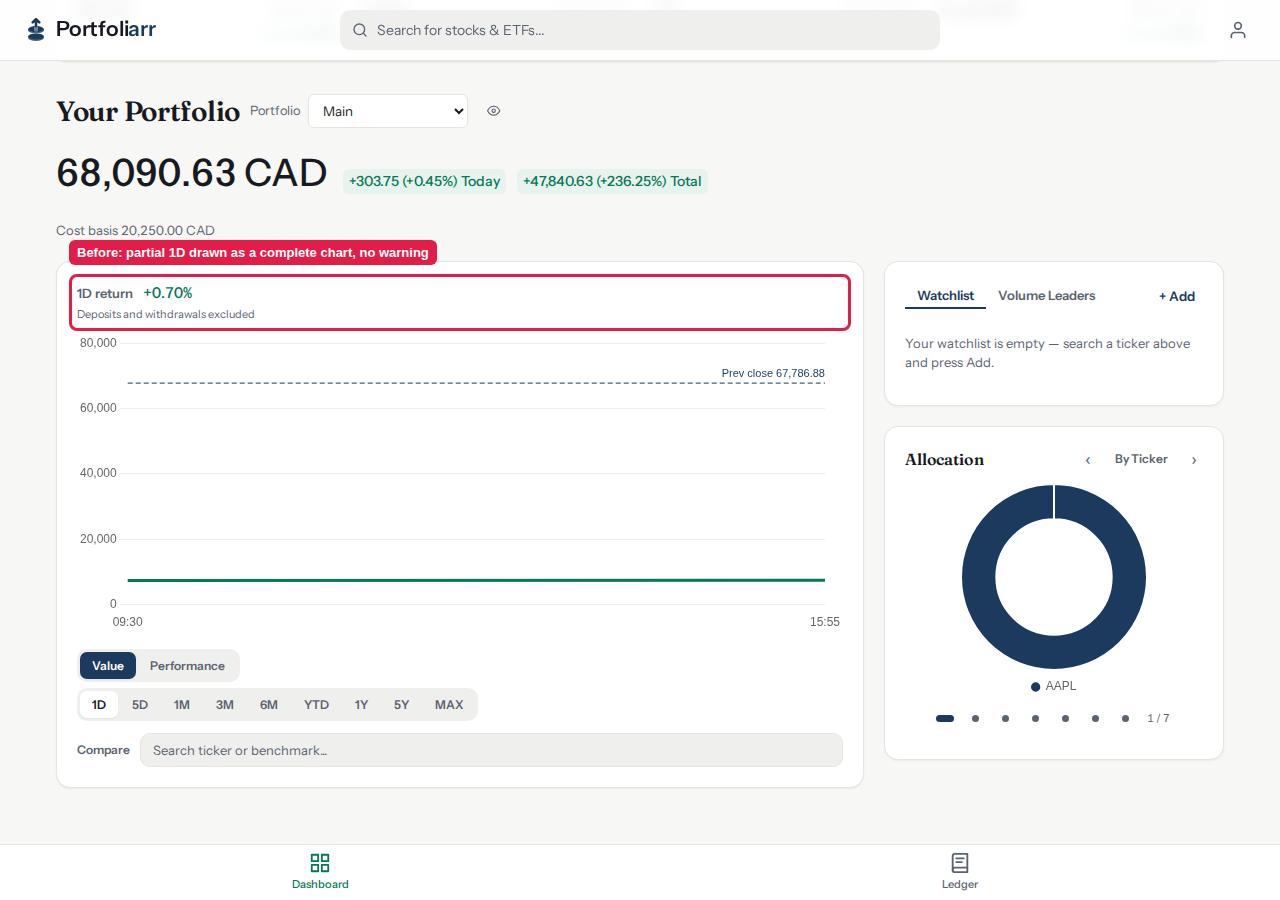 Portfoliarr
Search for stocks & ETFs...
Your Portfolio
Portfolio
Main
68,090.63 CAD
+303.75 (+0.45%) Today
+47,840.63 (+236.25%) Total
Cost basis 20,250.00 CAD
Before: partial 1D drawn as a complete chart, no warning
1D return +0.70%
Deposits and withdrawals excluded
80,000
Prev close 67,786.88
60,000
40,000
20,000
0
09:30
15:55
Value
Performance
1D
5D
1M
3M
6M
YTD
1Y
5Y
MAX
Compare
Search ticker or benchmark...
Watchlist
Volume Leaders
+ Add
Your watchlist is empty — search a ticker above
and press Add.
Allocation
‹
By Ticker
›
AAPL
1 / 7
Dashboard
Ledger